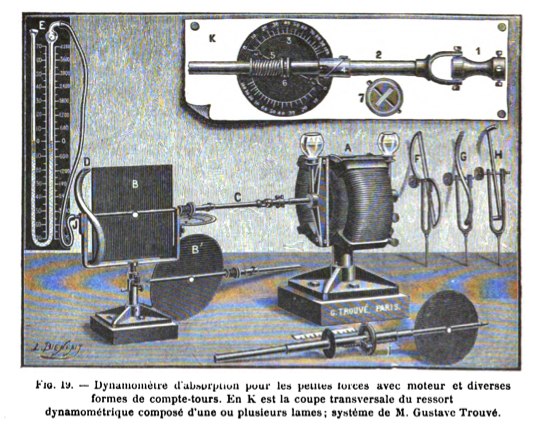 E
K
3
5
4
2
1
6
7
D
B
J
C
A
F
G
H
B'
G. TROUVÉ. PARIS.
FIG. 19. — Dynamomètre d'absorption pour les petites forces avec moteur et diverses
formes de compte-tours. En K est la coupe transversale du ressort
dynamométrique composé d'une ou plusieurs lames; système de M. Gustave Trouvé.